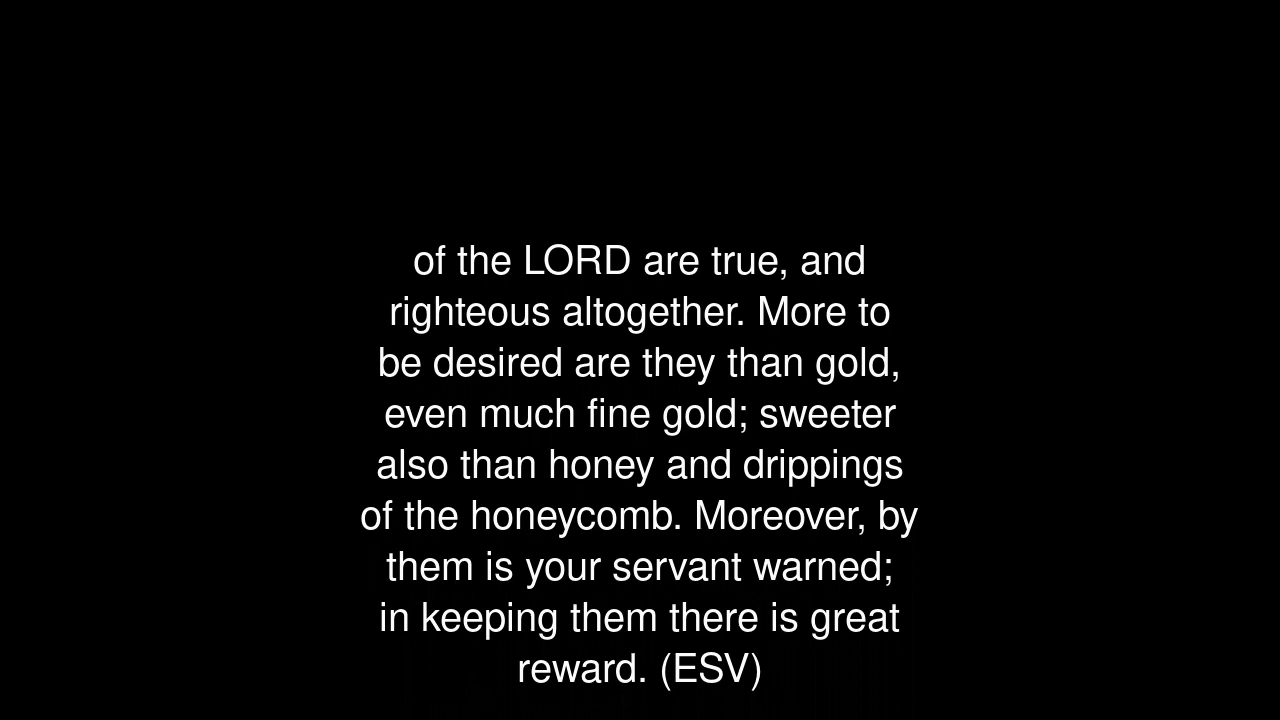 of the LORD are true, and
righteous altogether. More to
be desired are they than gold,
even much fine gold; sweeter
also than honey and drippings
of the honeycomb. Moreover, by
them is your servant warned;
in keeping them there is great
reward. (ESV)